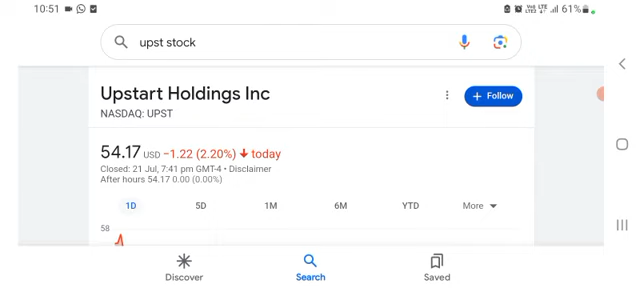 10:51 61%
upst stock
Upstart Holdings Inc
+ Follow
NASDAQ: UPST
54.17 USD −1.22 (2.20%) today
Closed: 21 Jul, 7:41 pm GMT-4 • Disclaimer
After hours 54.17 0.00 (0.00%)
1D 5D 1M 6M YTD More
58
Discover Search Saved